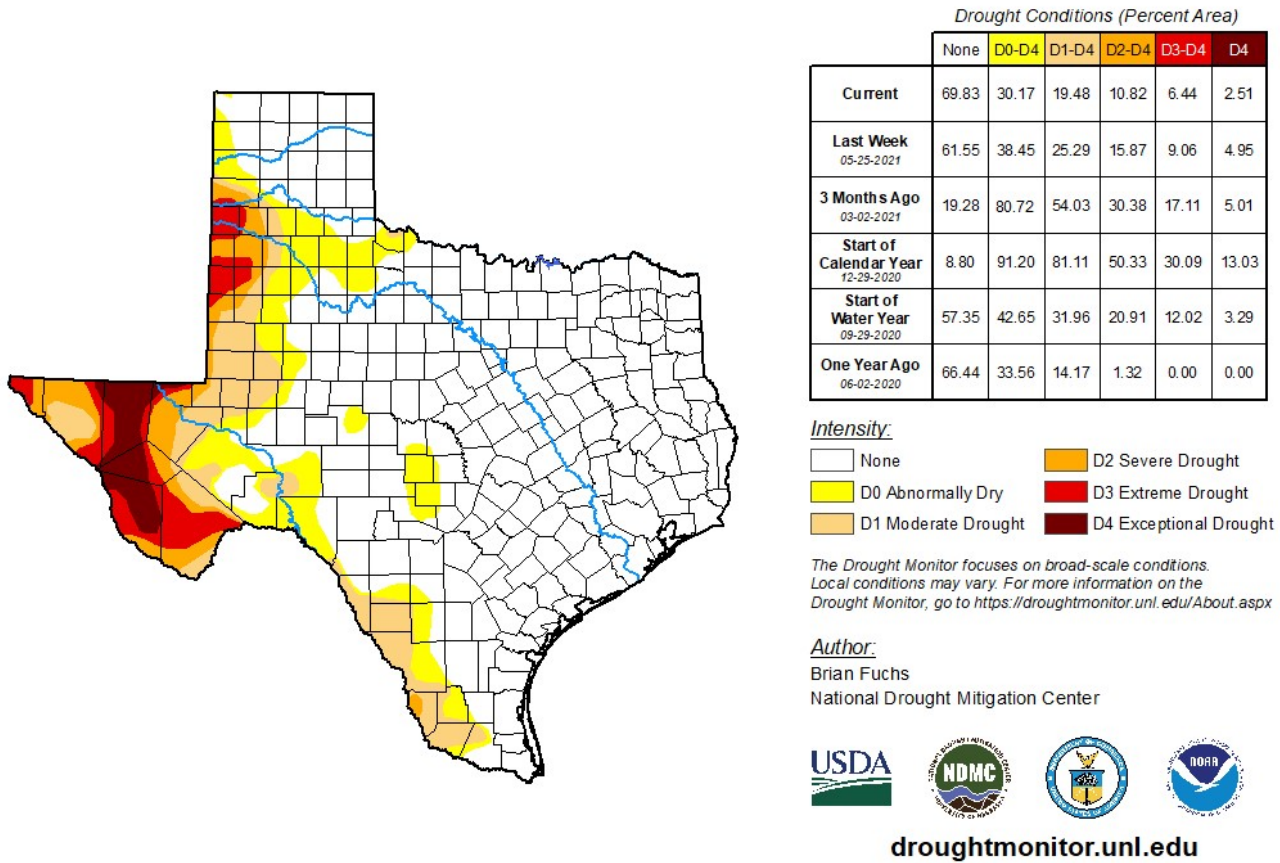 Drought Conditions (Percent Area)
None D0-D4 D1-D4 D2-D4 D3-D4 D4
Current 69.83 30.17 19.48 10.82 6.44 2.51
Last Week
05-25-2021
61.55 38.45 25.29 15.87 9.06 4.95
3 Months Ago
03-02-2021
19.28 80.72 54.03 30.38 17.11 5.01
Start of
Calendar Year
12-29-2020
8.80 91.20 81.11 50.33 30.09 13.03
Start of
Water Year
09-29-2020
57.35 42.65 31.96 20.91 12.02 3.29
One Year Ago
06-02-2020
66.44 33.56 14.17 1.32 0.00 0.00
Intensity:
None
D0 Abnormally Dry
D1 Moderate Drought
D2 Severe Drought
D3 Extreme Drought
D4 Exceptional Drought
The Drought Monitor focuses on broad-scale conditions.
Local conditions may vary. For more information on the
Drought Monitor, go to https://droughtmonitor.unl.edu/About.aspx
Author:
Brian Fuchs
National Drought Mitigation Center
USDA
NDMC
NOAA
droughtmonitor.unl.edu